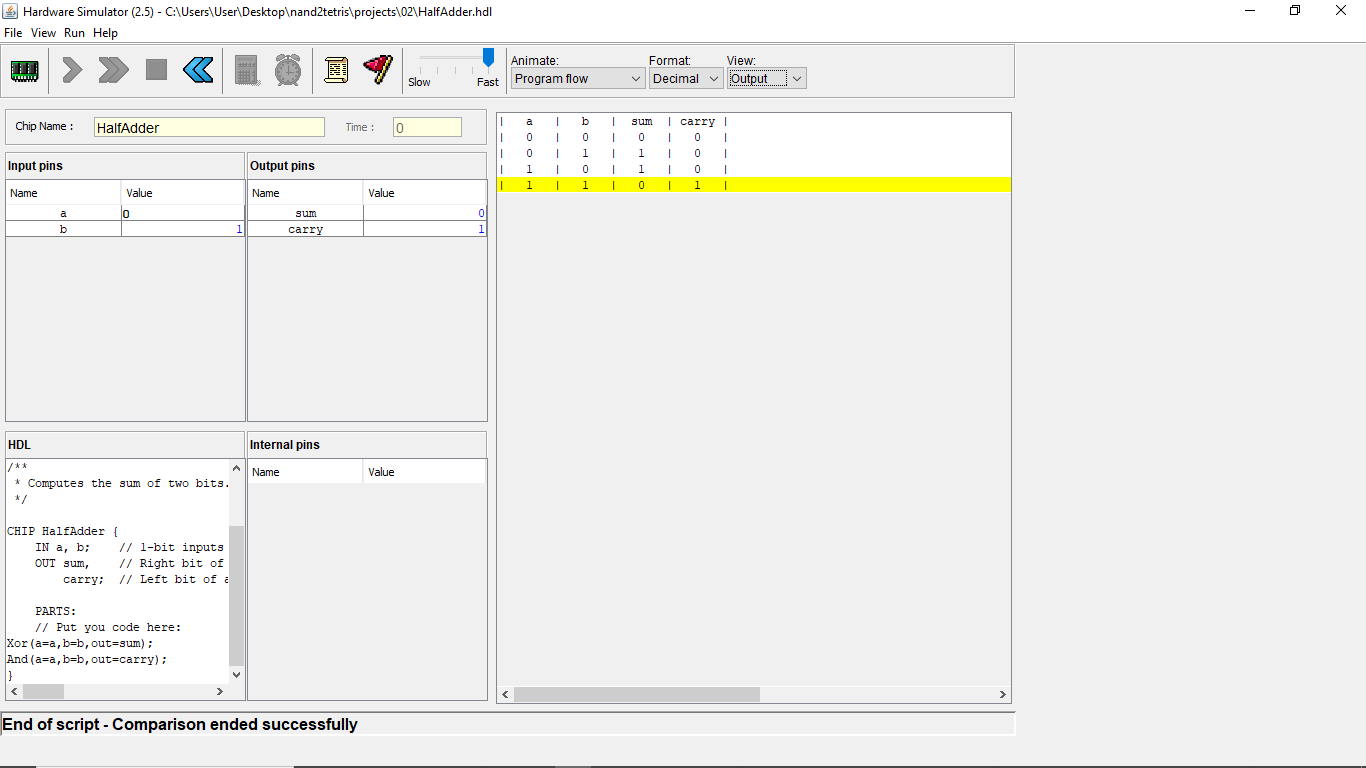 Hardware Simulator (2.5) - C:\Users\User\Desktop\nand2tetris\projects\02\HalfAdder.hdl
File View Run Help
Animate: Format: View:
Program flow Decimal Output
Slow Fast
Chip Name : HalfAdder Time : 0
Input pins
Name Value
a 0
b 1
Output pins
Name Value
sum 0
carry 1
HDL
/**
* Computes the sum of two bits.
*/
CHIP HalfAdder {
IN a, b; // 1-bit inputs
OUT sum, // Right bit of
carry; // Left bit of a
PARTS:
// Put you code here:
Xor(a=a,b=b,out=sum);
And(a=a,b=b,out=carry);
}
Internal pins
Name Value
| a | b | sum | carry |
| 0 | 0 | 0 | 0 |
| 0 | 1 | 1 | 0 |
| 1 | 0 | 1 | 0 |
| 1 | 1 | 0 | 1 |
End of script - Comparison ended successfully